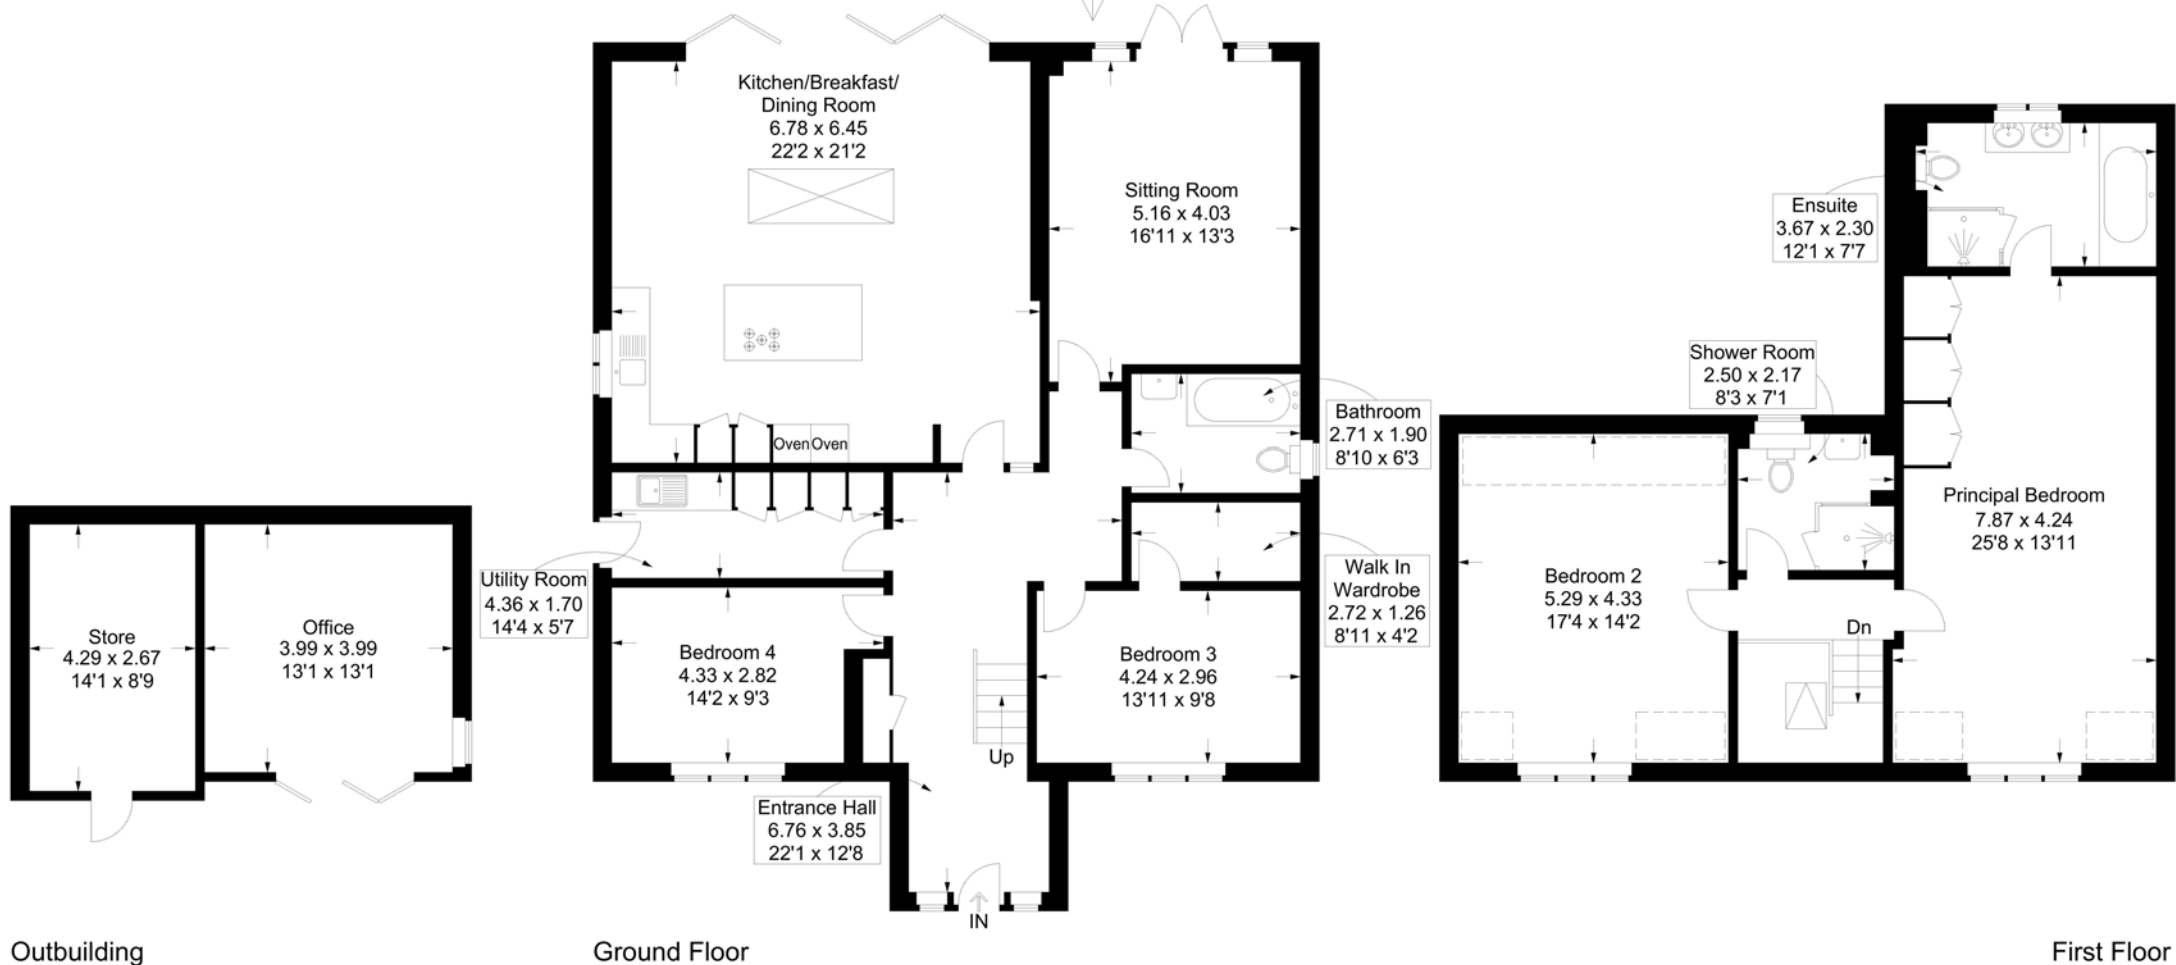 Kitchen/Breakfast/
Dining Room
6.78 x 6.45
22'2 x 21'2
Sitting Room
5.16 x 4.03
16'11 x 13'3
Ensuite
3.67 x 2.30
12'1 x 7'7
Shower Room
2.50 x 2.17
8'3 x 7'1
Oven Oven
Bathroom
2.71 x 1.90
8'10 x 6'3
Principal Bedroom
7.87 x 4.24
25'8 x 13'11
Utility Room
4.36 x 1.70
14'4 x 5'7
Walk In
Wardrobe
2.72 x 1.26
8'11 x 4'2
Bedroom 2
5.29 x 4.33
17'4 x 14'2
Dn
Store
4.29 x 2.67
14'1 x 8'9
Office
3.99 x 3.99
13'1 x 13'1
Bedroom 4
4.33 x 2.82
14'2 x 9'3
Bedroom 3
4.24 x 2.96
13'11 x 9'8
Up
Entrance Hall
6.76 x 3.85
22'1 x 12'8
IN
Outbuilding
Ground Floor
First Floor